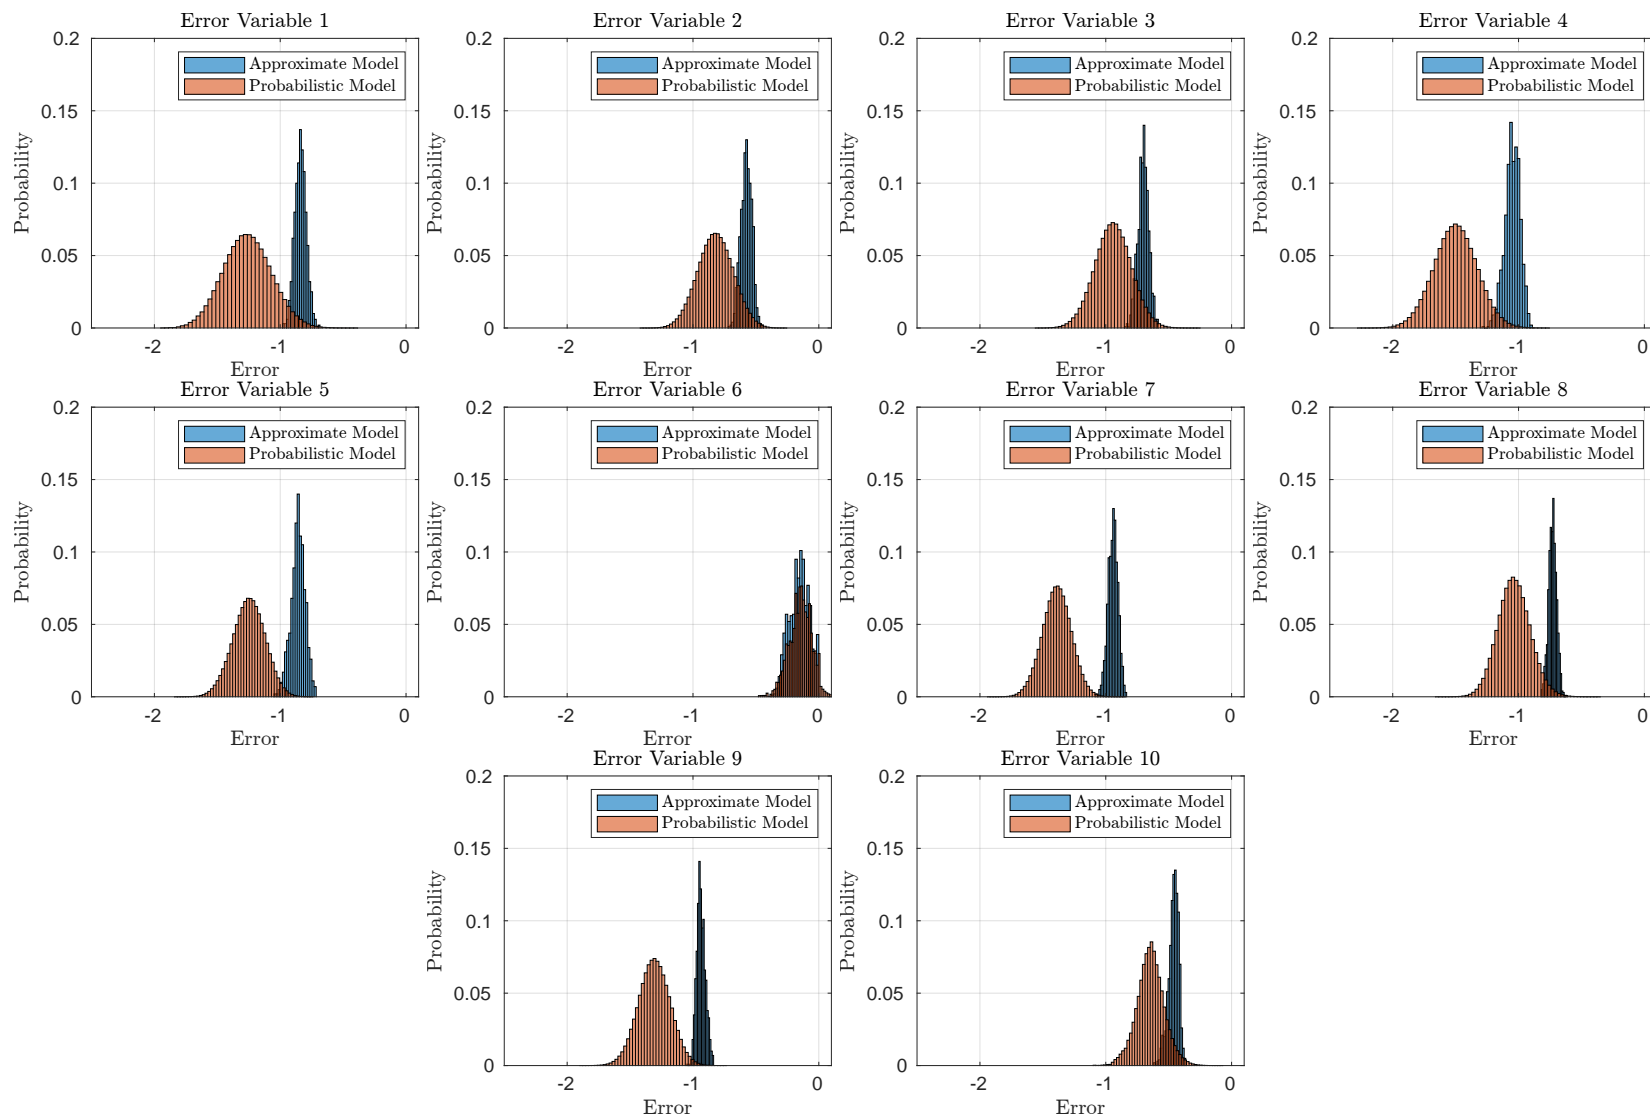 Error Variable 1
0.2
0.15
0.1
0.05
0
Probability
Approximate Model
Probabilistic Model
-2
-1
0
Error
Error Variable 2
0.2
0.15
0.1
0.05
0
Probability
Approximate Model
Probabilistic Model
-2
-1
0
Error
Error Variable 3
0.2
0.15
0.1
0.05
0
Probability
Approximate Model
Probabilistic Model
-2
-1
0
Error
Error Variable 4
0.2
0.15
0.1
0.05
0
Probability
Approximate Model
Probabilistic Model
-2
-1
0
Error
Error Variable 5
0.2
0.15
0.1
0.05
0
Probability
Approximate Model
Probabilistic Model
-2
-1
0
Error
Error Variable 6
0.2
0.15
0.1
0.05
0
Probability
Approximate Model
Probabilistic Model
-2
-1
0
Error
Error Variable 7
0.2
0.15
0.1
0.05
0
Probability
Approximate Model
Probabilistic Model
-2
-1
0
Error
Error Variable 8
0.2
0.15
0.1
0.05
0
Probability
Approximate Model
Probabilistic Model
-2
-1
0
Error
Error Variable 9
0.2
0.15
0.1
0.05
0
Probability
Approximate Model
Probabilistic Model
-2
-1
0
Error
Error Variable 10
0.2
0.15
0.1
0.05
0
Probability
Approximate Model
Probabilistic Model
-2
-1
0
Error